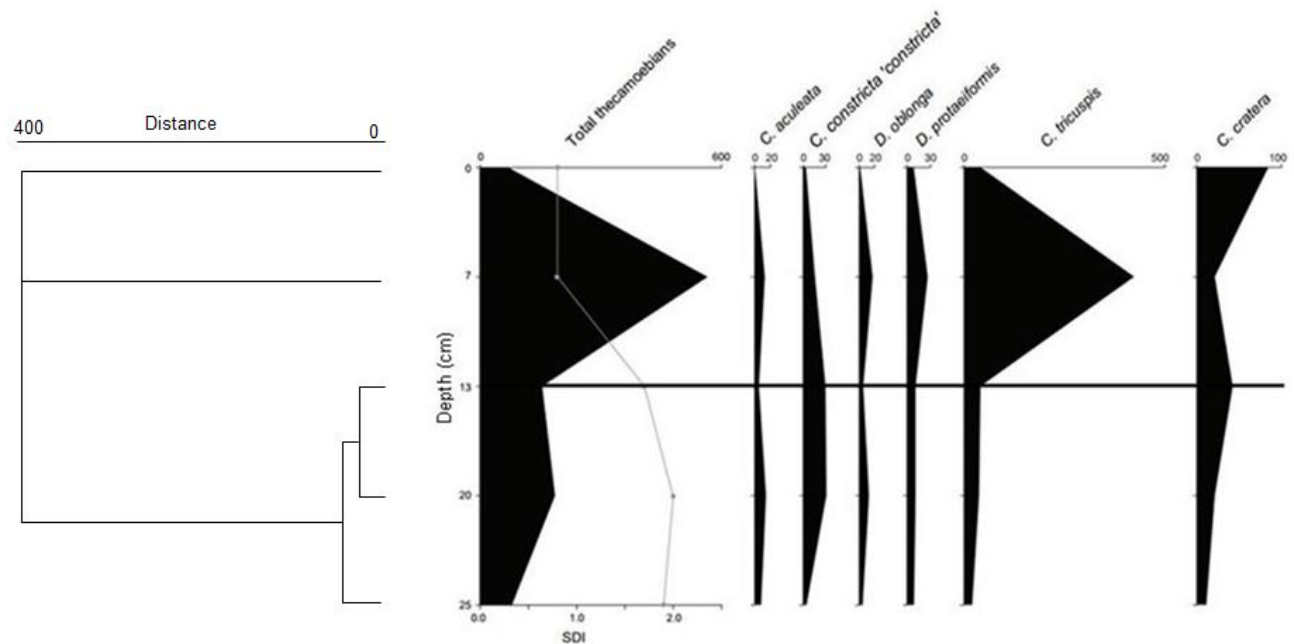 400 Distance 0
Total thecamoebians
C. aculeata
C. constricta 'constricta'
D. oblonga
D. protaeiformis
C. tricuspis
C. cratera
0 600 0 20 0 30 0 20 0 30 0 500 0 100
Depth (cm)
0
7
13
20
25
0.0 1.0 2.0
SDI